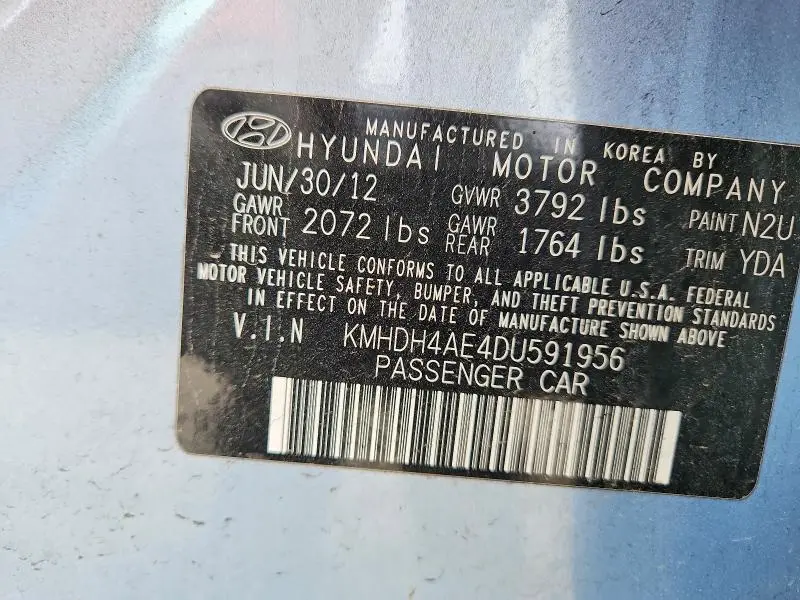 MANUFACTURED IN KOREA BY
HYUNDAI MOTOR COMPANY
JUN/30/12 GVWR 3792 lbs PAINT N2U
GAWR FRONT 2072 lbs GAWR REAR 1764 lbs TRIM YDA
THIS VEHICLE CONFORMS TO ALL APPLICABLE U.S.A. FEDERAL
MOTOR VEHICLE SAFETY, BUMPER, AND THEFT PREVENTION STANDARDS
IN EFFECT ON THE DATE OF MANUFACTURE SHOWN ABOVE
V.I.N KMHDH4AE4DU591956
PASSENGER CAR